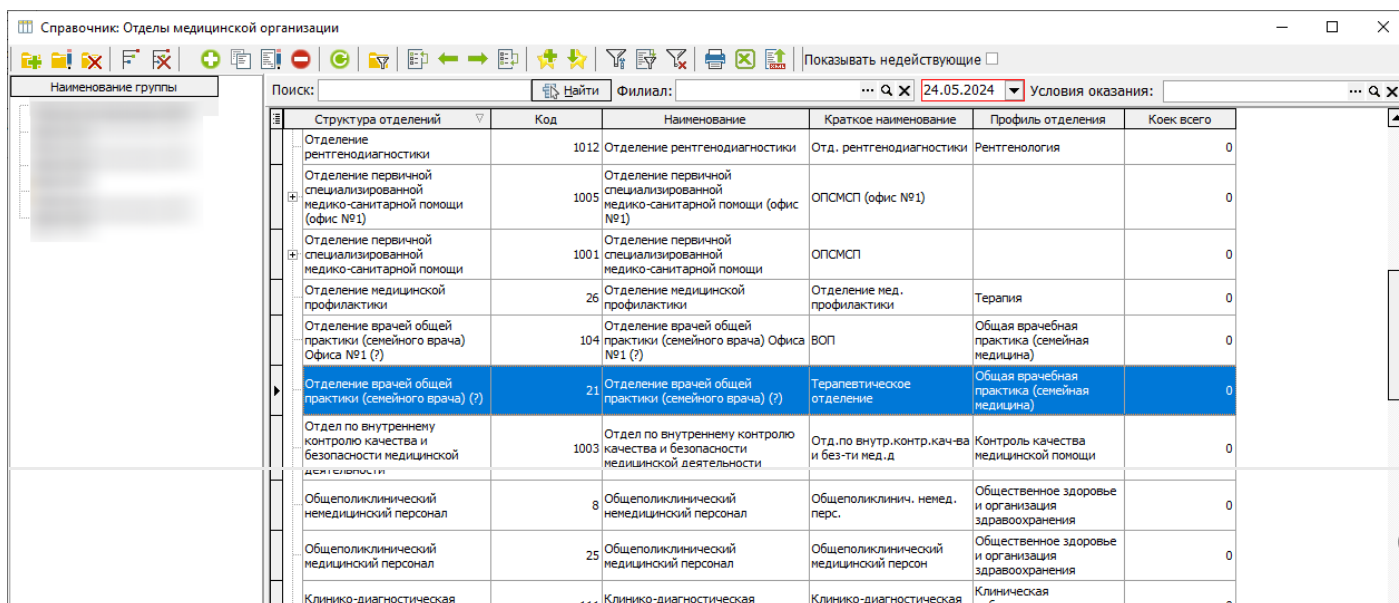 Справочник: Отделы медицинской организации
Показывать недействующие
Наименование группы
Поиск: Найти Филиал: 24.05.2024 Условия оказания:
Структура отделений Код Наименование Краткое наименование Профиль отделения Коек всего
Отделение
рентгенодиагностики
1012
Отделение рентгенодиагностики
Отд. рентгенодиагностики
Рентгенология
0
Отделение первичной
специализированной
медико-санитарной помощи
(офис №1)
1005
Отделение первичной
специализированной
медико-санитарной помощи (офис
№1)
ОПСМСП (офис №1)
0
Отделение первичной
специализированной
медико-санитарной помощи
1001
Отделение первичной
специализированной
медико-санитарной помощи
ОПСМСП
0
Отделение медицинской
профилактики
26
Отделение медицинской
профилактики
Отделение мед.
профилактики
Терапия
0
Отделение врачей общей
практики (семейного врача)
Офиса №1 (?)
104
Отделение врачей общей
практики (семейного врача) Офиса
№1 (?)
ВОП
Общая врачебная
практика (семейная
медицина)
0
Отделение врачей общей
практики (семейного врача) (?)
21
Отделение врачей общей
практики (семейного врача) (?)
Терапевтическое
отделение
Общая врачебная
практика (семейная
медицина)
0
Отдел по внутреннему
контролю качества и
безопасности медицинской
деятельности
1003
Отдел по внутреннему контролю
качества и безопасности
медицинской деятельности
Отд.по внутр.контр.кач-ва
и без-ти мед.д
Контроль качества
медицинской помощи
0
Общеполиклинический
немедицинский персонал
8
Общеполиклинический
немедицинский персонал
Общеполиклинич. немед.
перс.
Общественное здоровье
и организация
здравоохранения
0
Общеполиклинический
медицинский персонал
25
Общеполиклинический
медицинский персонал
Общеполиклинический
медицинский персон
Общественное здоровье
и организация
здравоохранения
0
Клинико-диагностическая
Клинико-диагностическая
Клинико-диагностическая
Клиническая